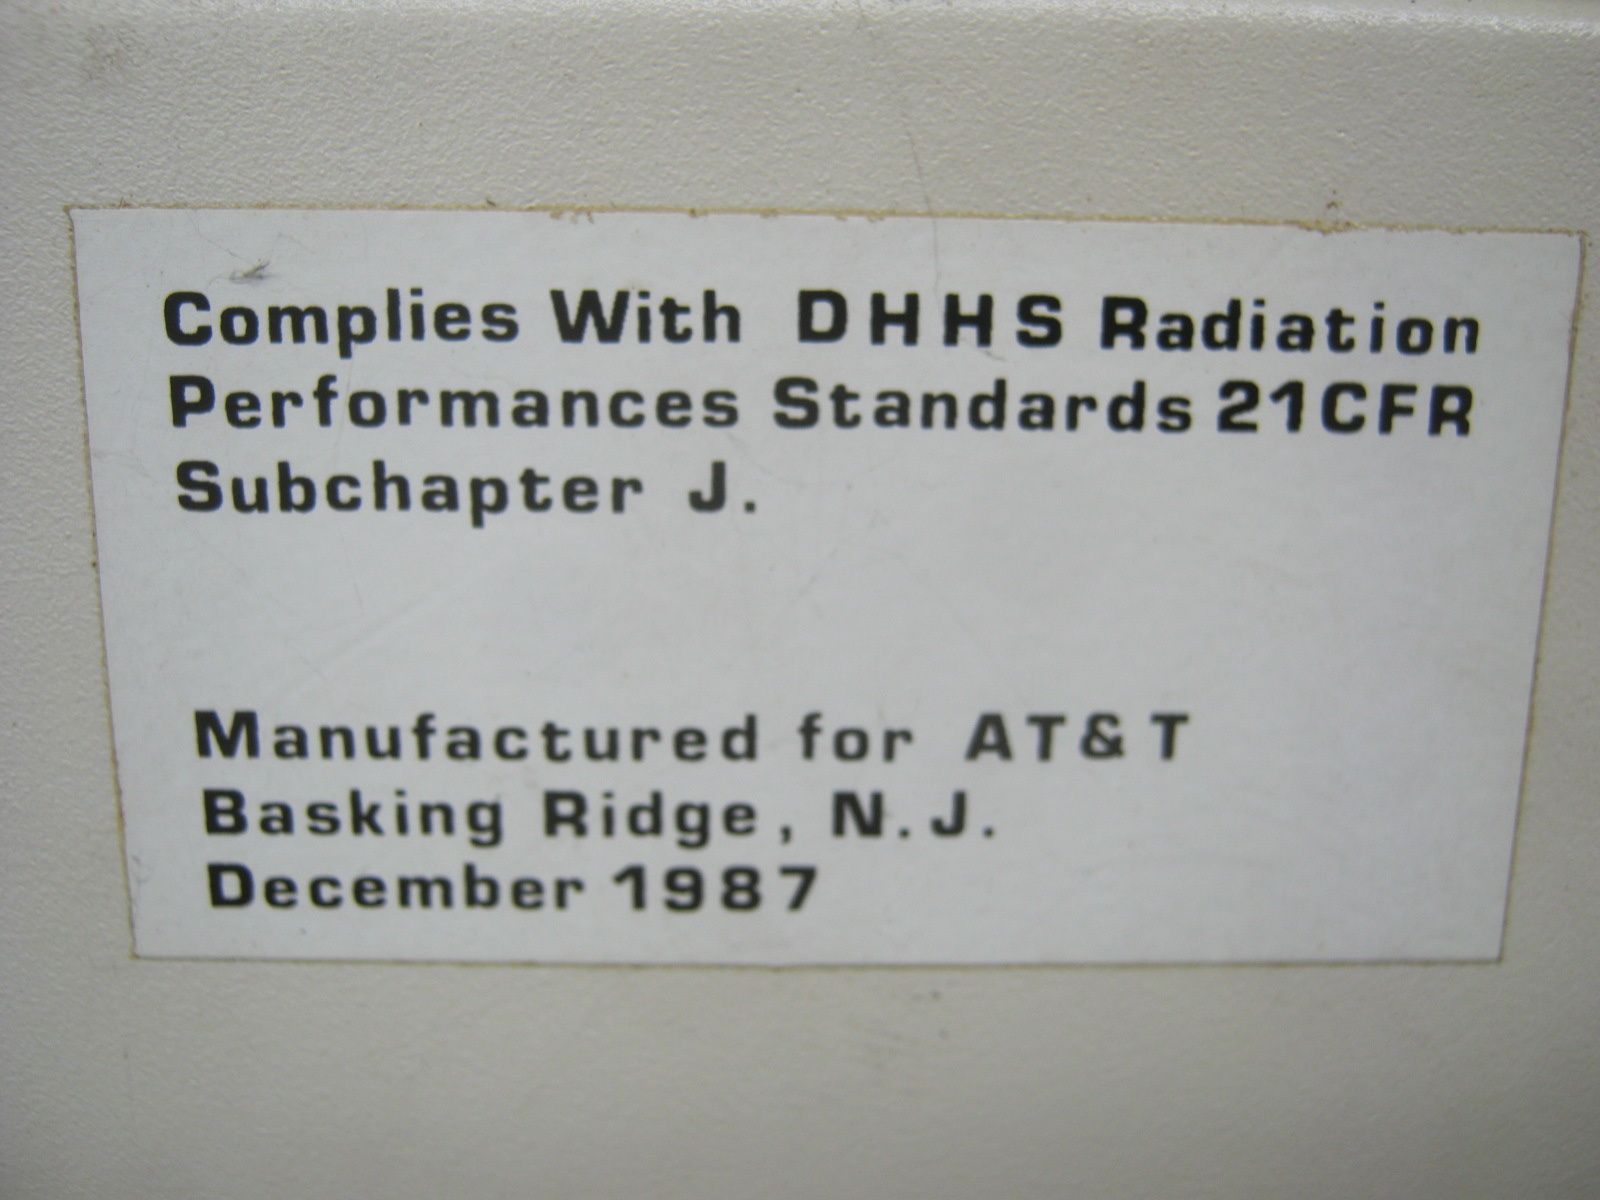 Complies With DHHS Radiation
Performances Standards 21CFR
Subchapter J.
Manufactured for AT&T
Basking Ridge, N.J.
December 1987